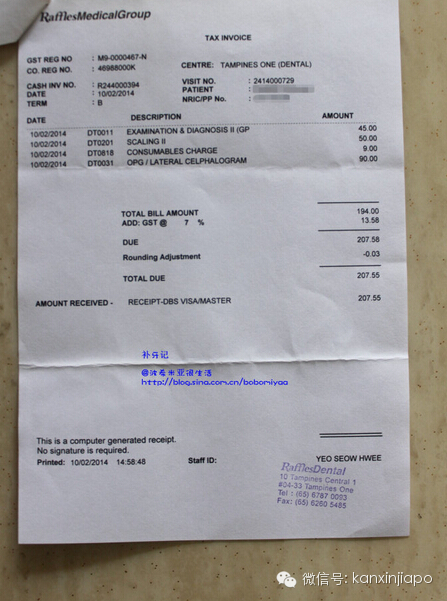 RafflesMedicalGroup
TAX INVOICE
GST REG NO : M9-0000467-N
CO. REG NO. : 46988000K
CENTRE: TAMPINES ONE (DENTAL)
CASH INV NO. : R244000394
DATE : 10/02/2014
TERM : B
VISIT NO. : 2414000729
PATIENT :
NRIC/PP No. :
DATE DESCRIPTION AMOUNT
10/02/2014 DT0011 EXAMINATION & DIAGNOSIS II (GP 45.00
10/02/2014 DT0201 SCALING II 50.00
10/02/2014 DT0818 CONSUMABLES CHARGE 9.00
10/02/2014 DT0031 OPG / LATERAL CELPHALOGRAM 90.00
TOTAL BILL AMOUNT 194.00
ADD: GST @ 7 % 13.58
DUE 207.58
Rounding Adjustment -0.03
TOTAL DUE 207.55
AMOUNT RECEIVED - RECEIPT-DBS VISA/MASTER 207.55
补牙记
@波希米亚浪生活
http://blog.sina.com.cn/bobomiyaa
This is a computer generated receipt.
No signature is required.
Printed: 10/02/2014 14:58:48 Staff ID: YEO SEOW HWEE
RafflesDental
10 Tampines Central 1
#04-33 Tampines One
Tel : (65) 6787 0093
Fax: (65) 6260 5485
微信号: kanxinjiapo